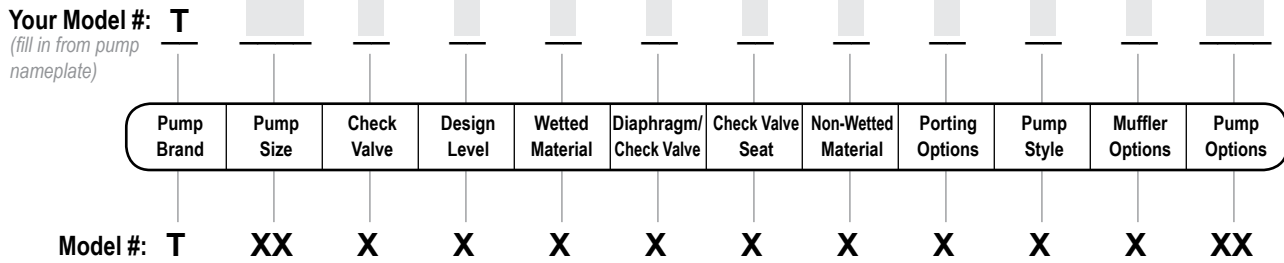 Your Model #: T
(fill in from pump
nameplate)
Pump Pump Check Design Wetted Diaphragm/ Check Valve Non-Wetted Porting Pump Muffler Pump
Brand Size Valve Level Material Check Valve Seat Material Options Style Options Options
Model #: T XX X X X X X X X X X XX